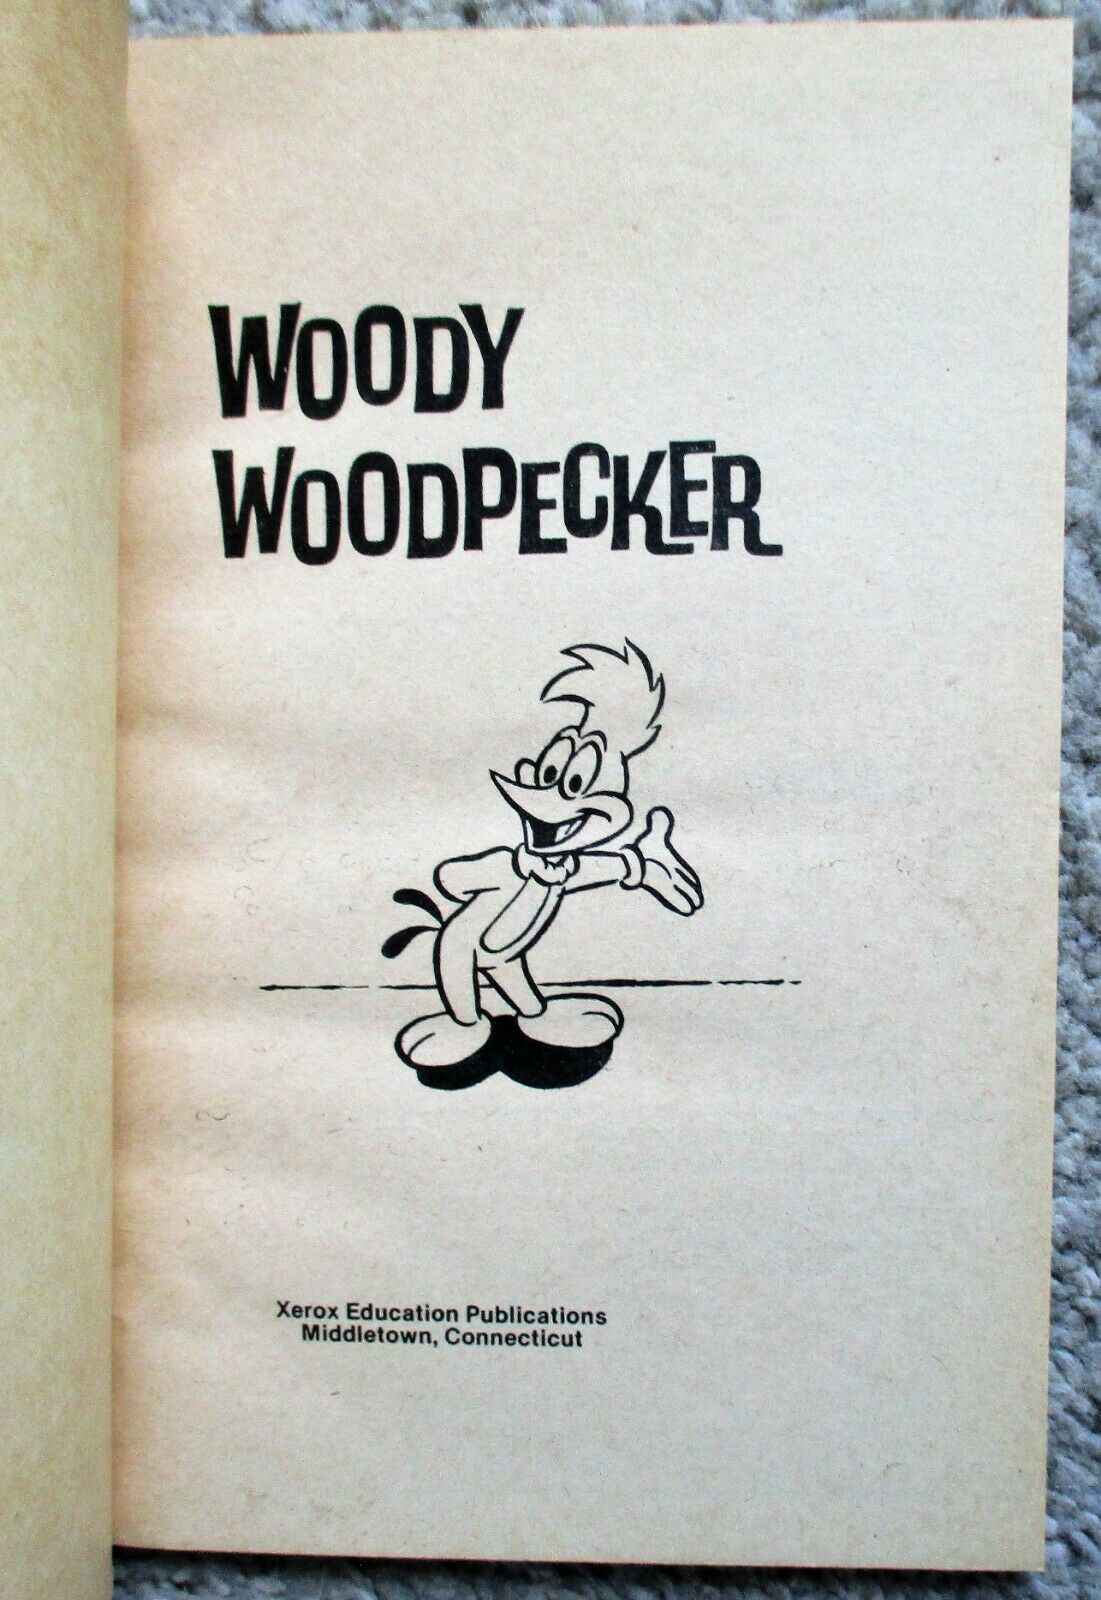 WOODY
WOODPECKER
Xerox Education Publications
Middletown, Connecticut